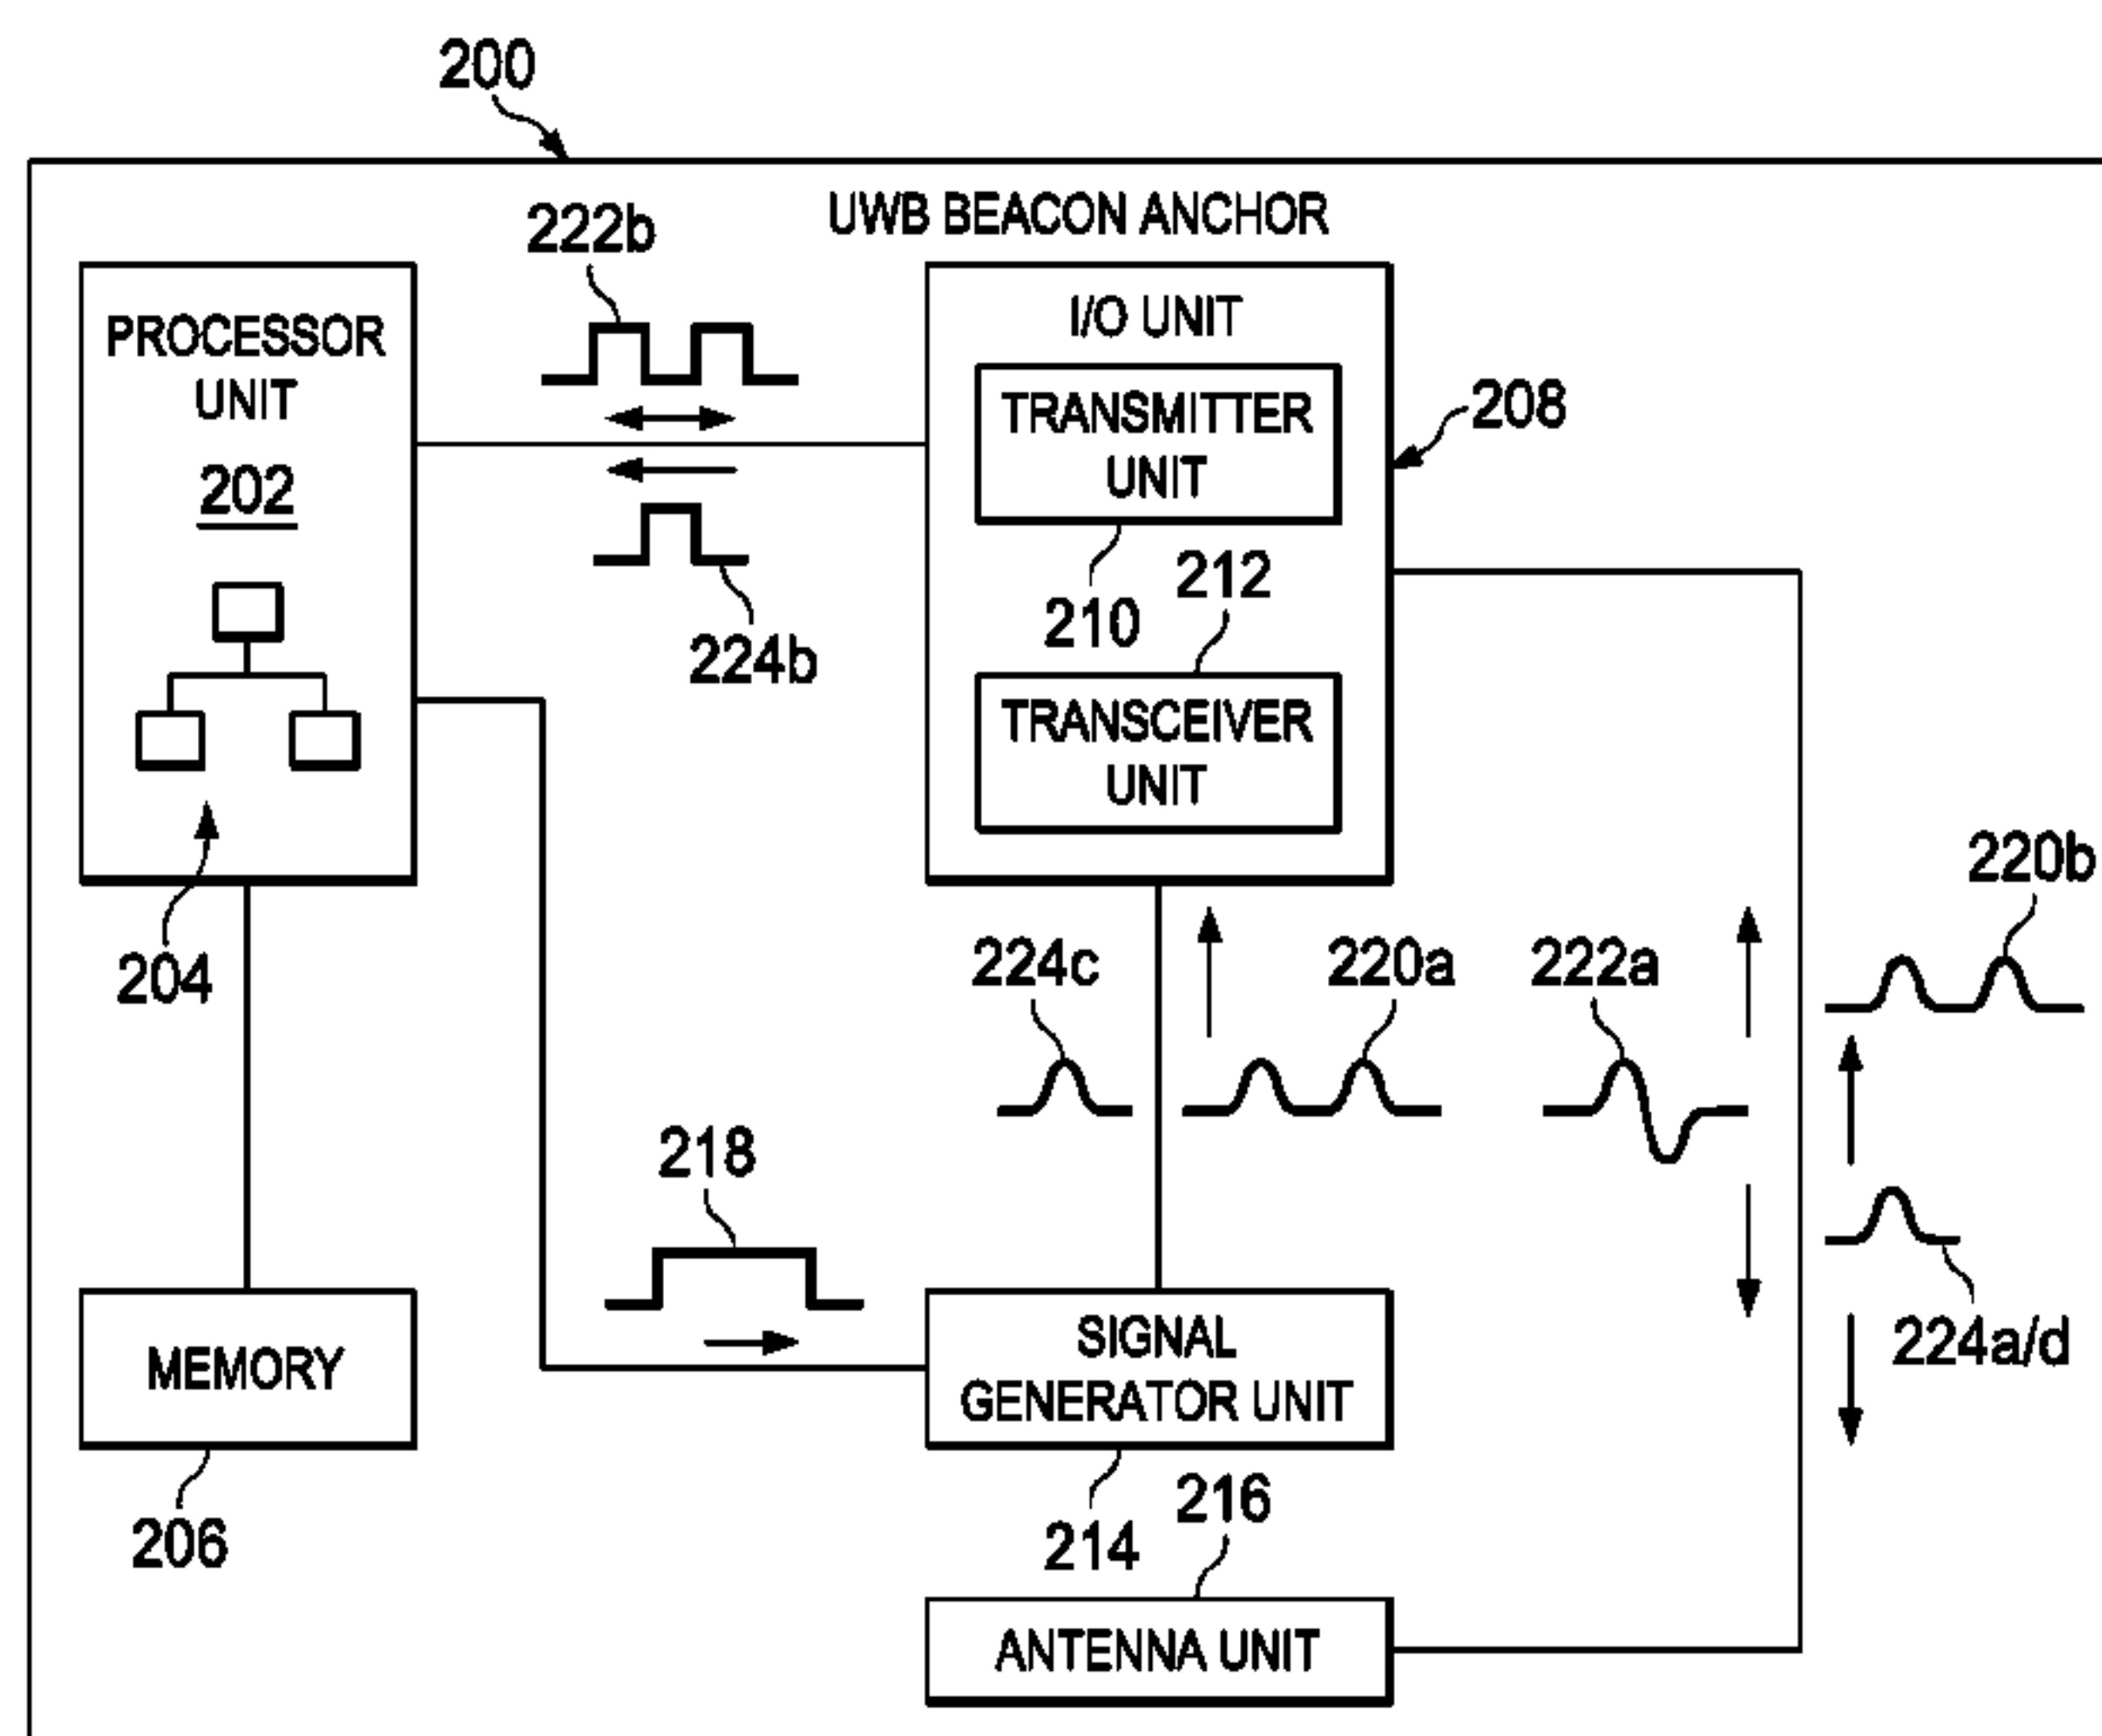 200
UWB BEACON ANCHOR
222b
PROCESSOR
UNIT
202
204
I/O UNIT
TRANSMITTER
UNIT
208
210
212
TRANSCEIVER
UNIT
224b
220b
224c
220a
222a
218
224a/d
MEMORY
206
SIGNAL
GENERATOR UNIT
214
216
ANTENNA UNIT